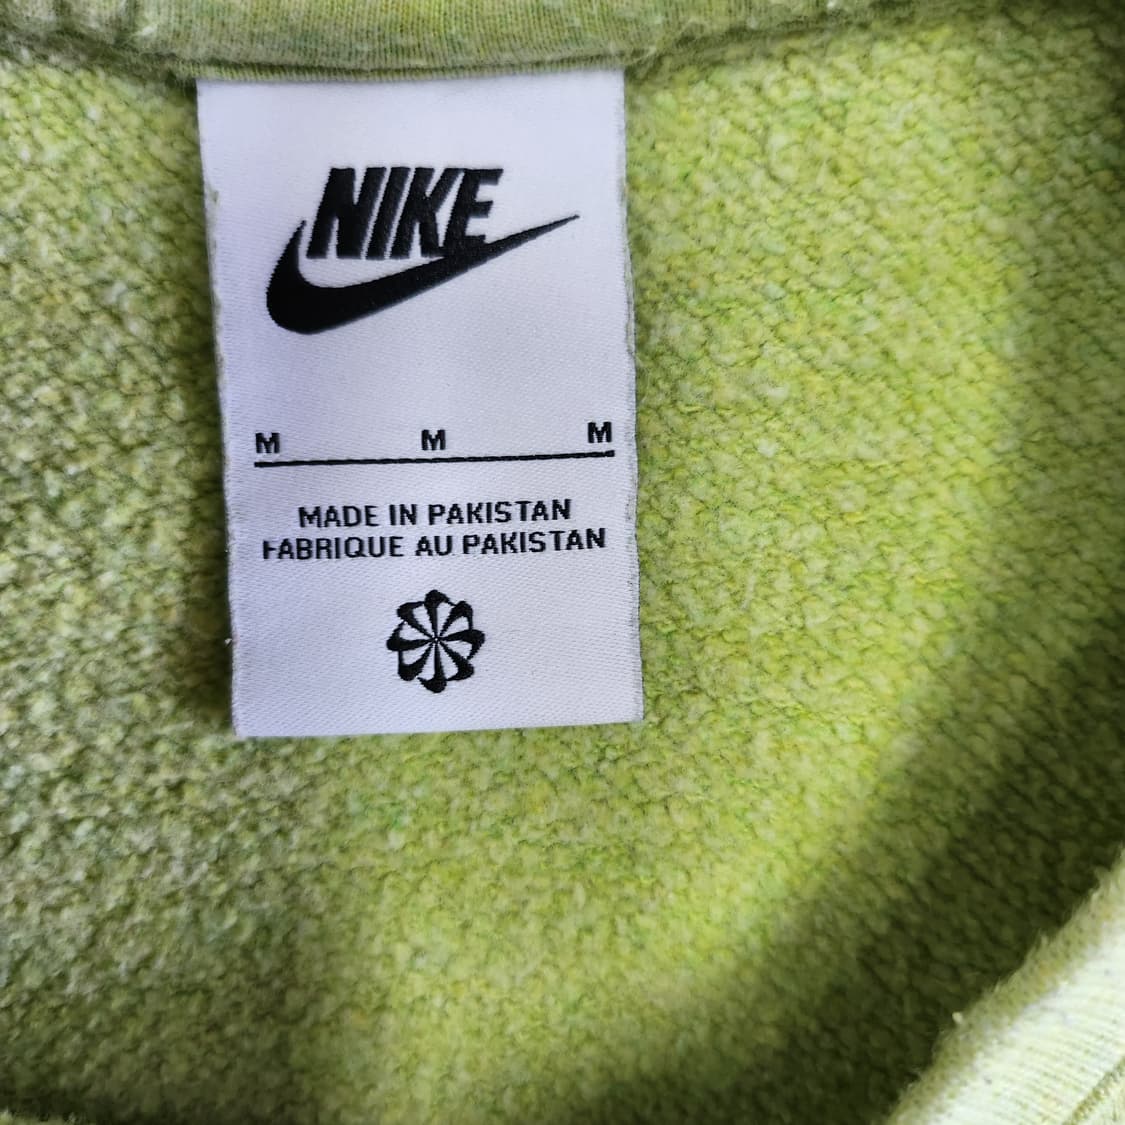 NIKE
M M M
MADE IN PAKISTAN
FABRIQUE AU PAKISTAN